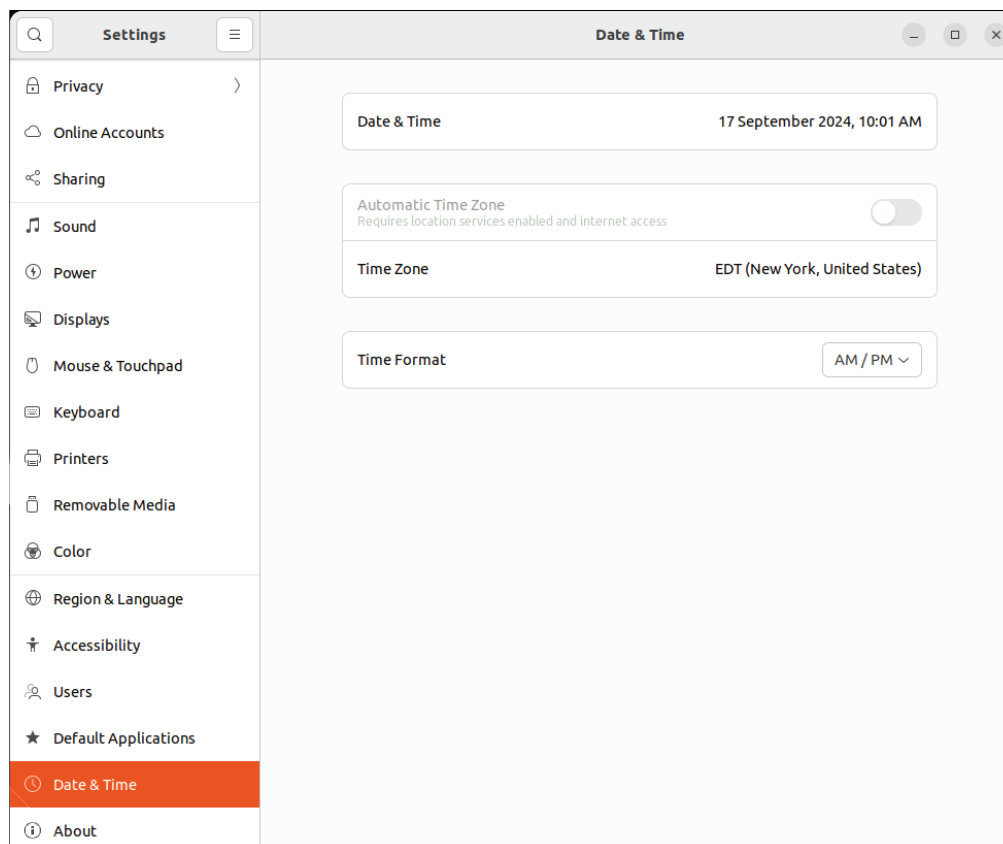 Settings
Date & Time
Privacy
Online Accounts
Sharing
Sound
Power
Displays
Mouse & Touchpad
Keyboard
Printers
Removable Media
Color
Region & Language
Accessibility
Users
Default Applications
Date & Time
About
Date & Time 17 September 2024, 10:01 AM
Automatic Time Zone
Requires location services enabled and internet access
Time Zone EDT (New York, United States)
Time Format AM / PM